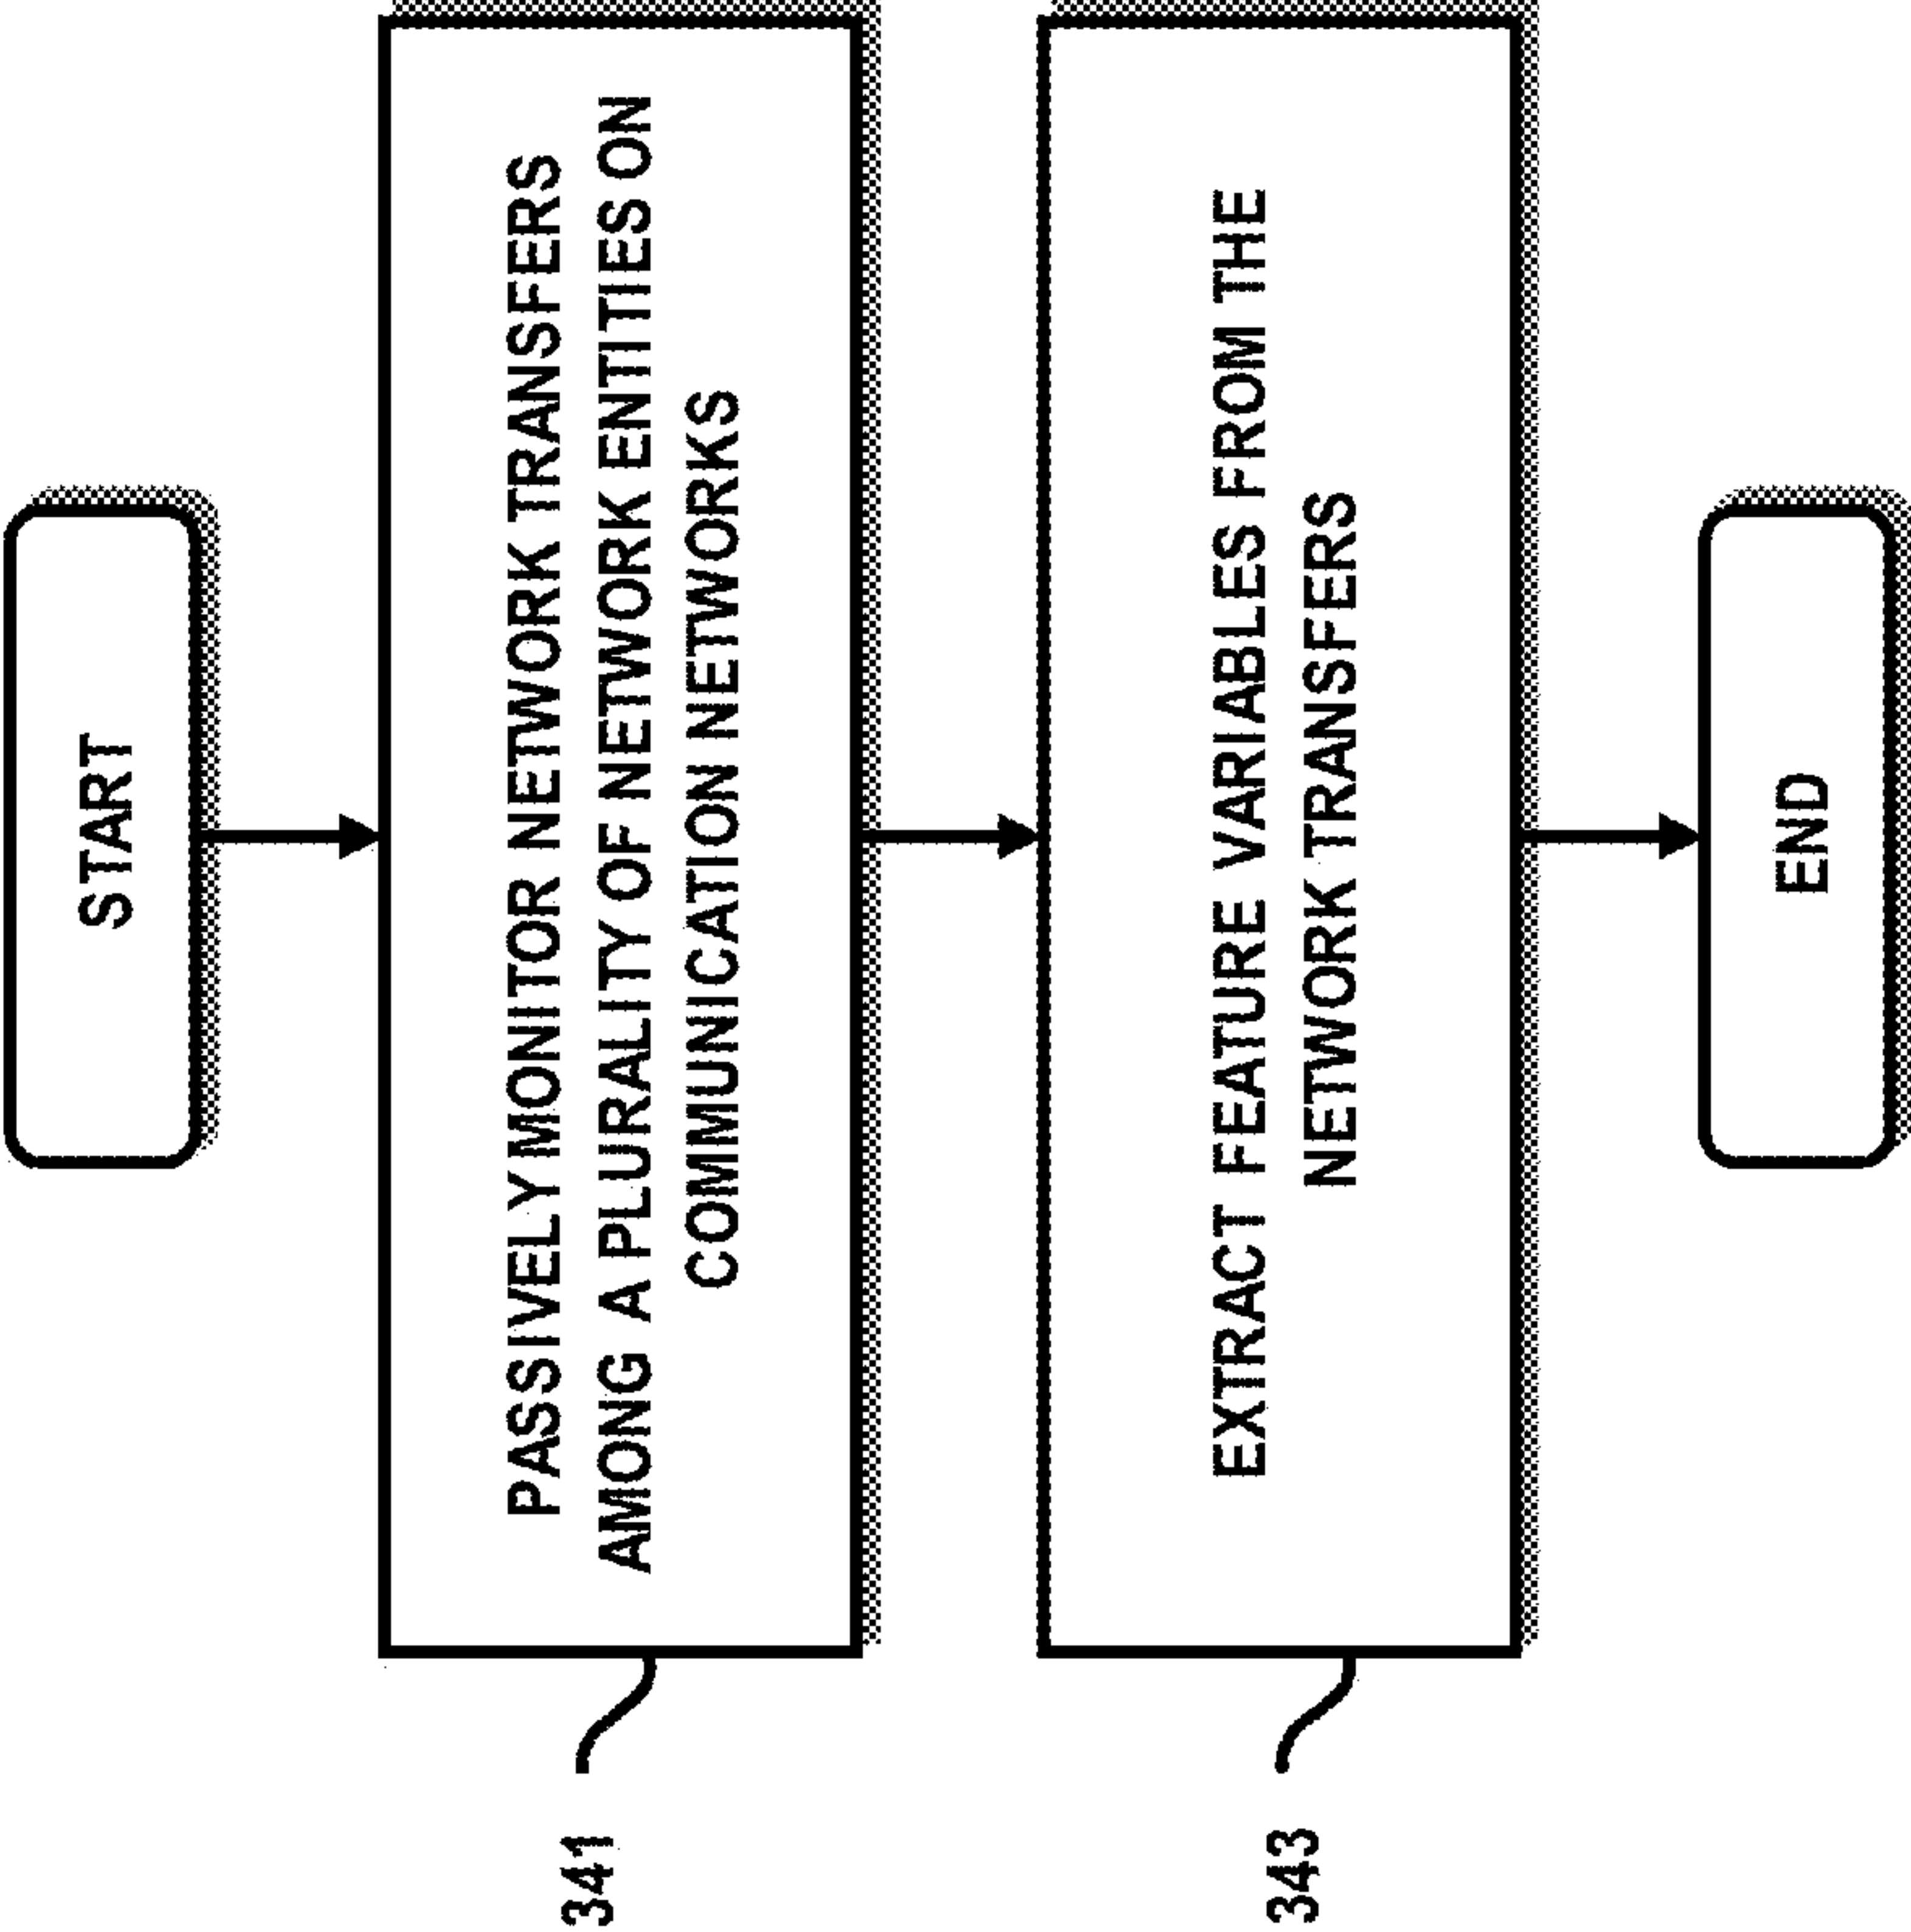 START
341
PASSIVELY MONITOR NETWORK TRANSFERS
AMONG A PLURALITY OF NETWORK ENTITIES ON
COMMUNICATION NETWORKS
343
EXTRACT FEATURE VARIABLES FROM THE
NETWORK TRANSFERS
END